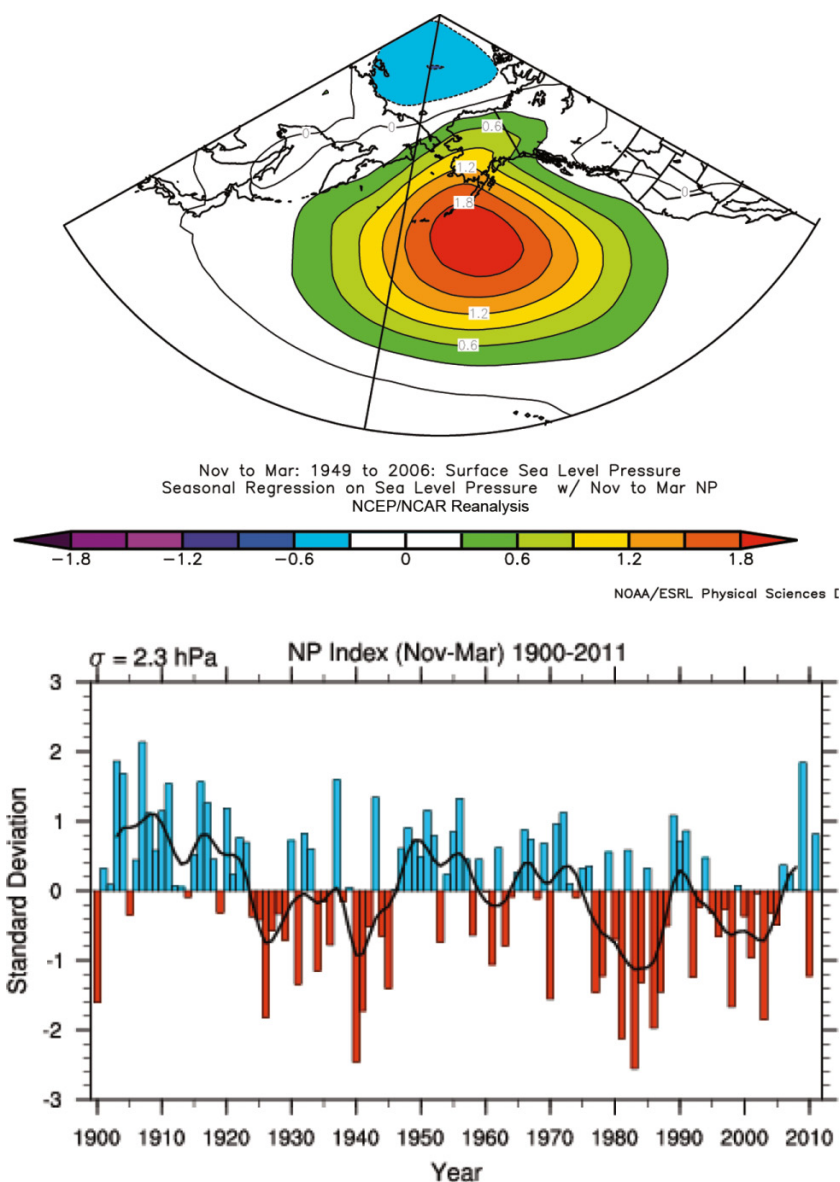 0.6
0
0
1.2
0
1.8
1.2
0.6
Nov to Mar: 1949 to 2006: Surface Sea Level Pressure
Seasonal Regression on Sea Level Pressure w/ Nov to Mar NP
NCEP/NCAR Reanalysis
-1.8 -1.2 -0.6 0 0.6 1.2 1.8
NOAA/ESRL Physical Sciences D
σ = 2.3 hPa NP Index (Nov-Mar) 1900-2011
3
2
1
0
-1
-2
-3
Standard Deviation
1900 1910 1920 1930 1940 1950 1960 1970 1980 1990 2000 2010
Year